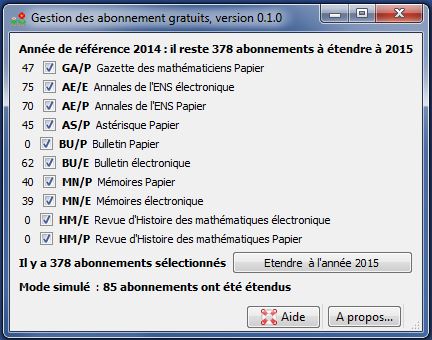 Gestion des abonnement gratuits, version 0.1.0
Année de référence 2014 : il reste 378 abonnements à étendre à 2015
47 GA/P Gazette des mathématiciens Papier
75 AE/E Annales de l'ENS électronique
70 AE/P Annales de l'ENS Papier
45 AS/P Astérisque Papier
0 BU/P Bulletin Papier
62 BU/E Bulletin électronique
40 MN/P Mémoires Papier
39 MN/E Mémoires électronique
0 HM/E Revue d'Histoire des mathématiques électronique
0 HM/P Revue d'Histoire des mathématiques Papier
Il y a 378 abonnements sélectionnés Etendre à l'année 2015
Mode simulé : 85 abonnements ont été étendus
Aide A propos...